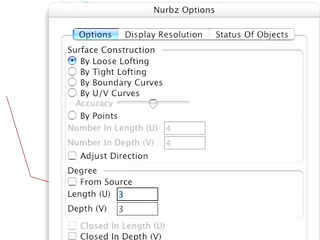 Nurbz Options
Options Display Resolution Status Of Objects
Surface Construction
By Loose Lofting
By Tight Lofting
By Boundary Curves
By U/V Curves
Accuracy
By Points
Number In Length (U) 4
Number In Depth (V) 4
Adjust Direction
Degree
From Source
Length (U) 3
Depth (V) 3
Closed In Length (U)
Closed In Depth (V)